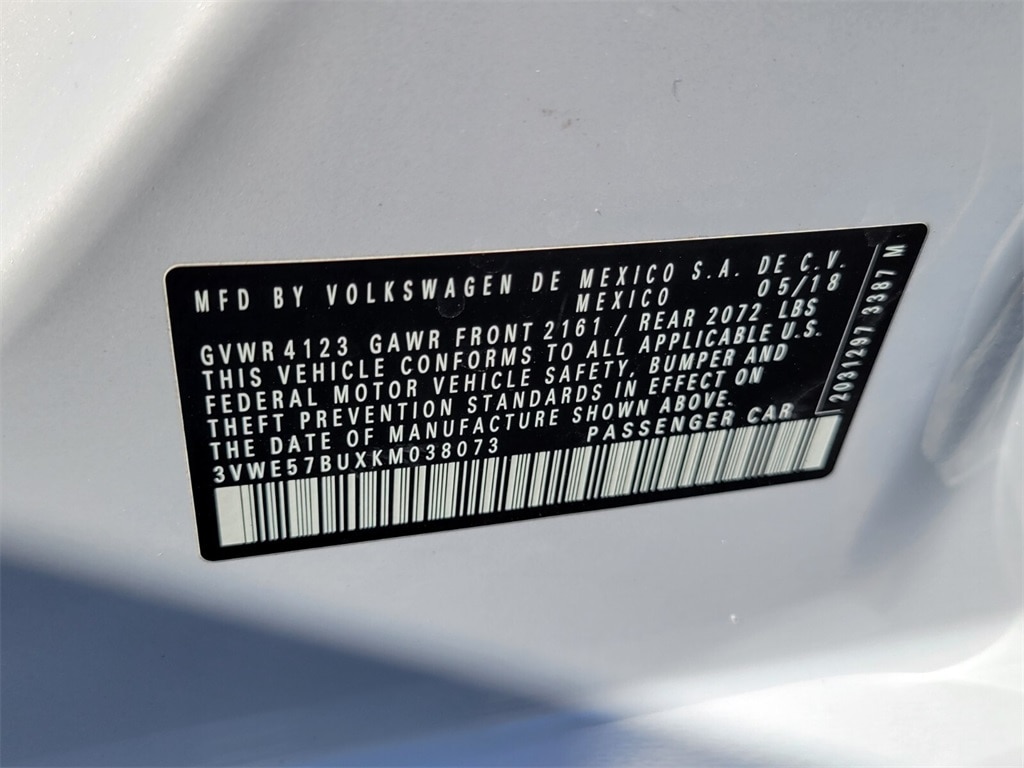 MFD BY VOLKSWAGEN DE MEXICO S.A. DE C.V.
MEXICO 05/18
GVWR 4123 GAWR FRONT 2161 / REAR 2072 LBS
THIS VEHICLE CONFORMS TO ALL APPLICABLE U.S.
FEDERAL MOTOR VEHICLE SAFETY, BUMPER AND
THEFT PREVENTION STANDARDS IN EFFECT ON
THE DATE OF MANUFACTURE SHOWN ABOVE.
3VWE57BUXKM038073 PASSENGER CAR
2031297 3387 M